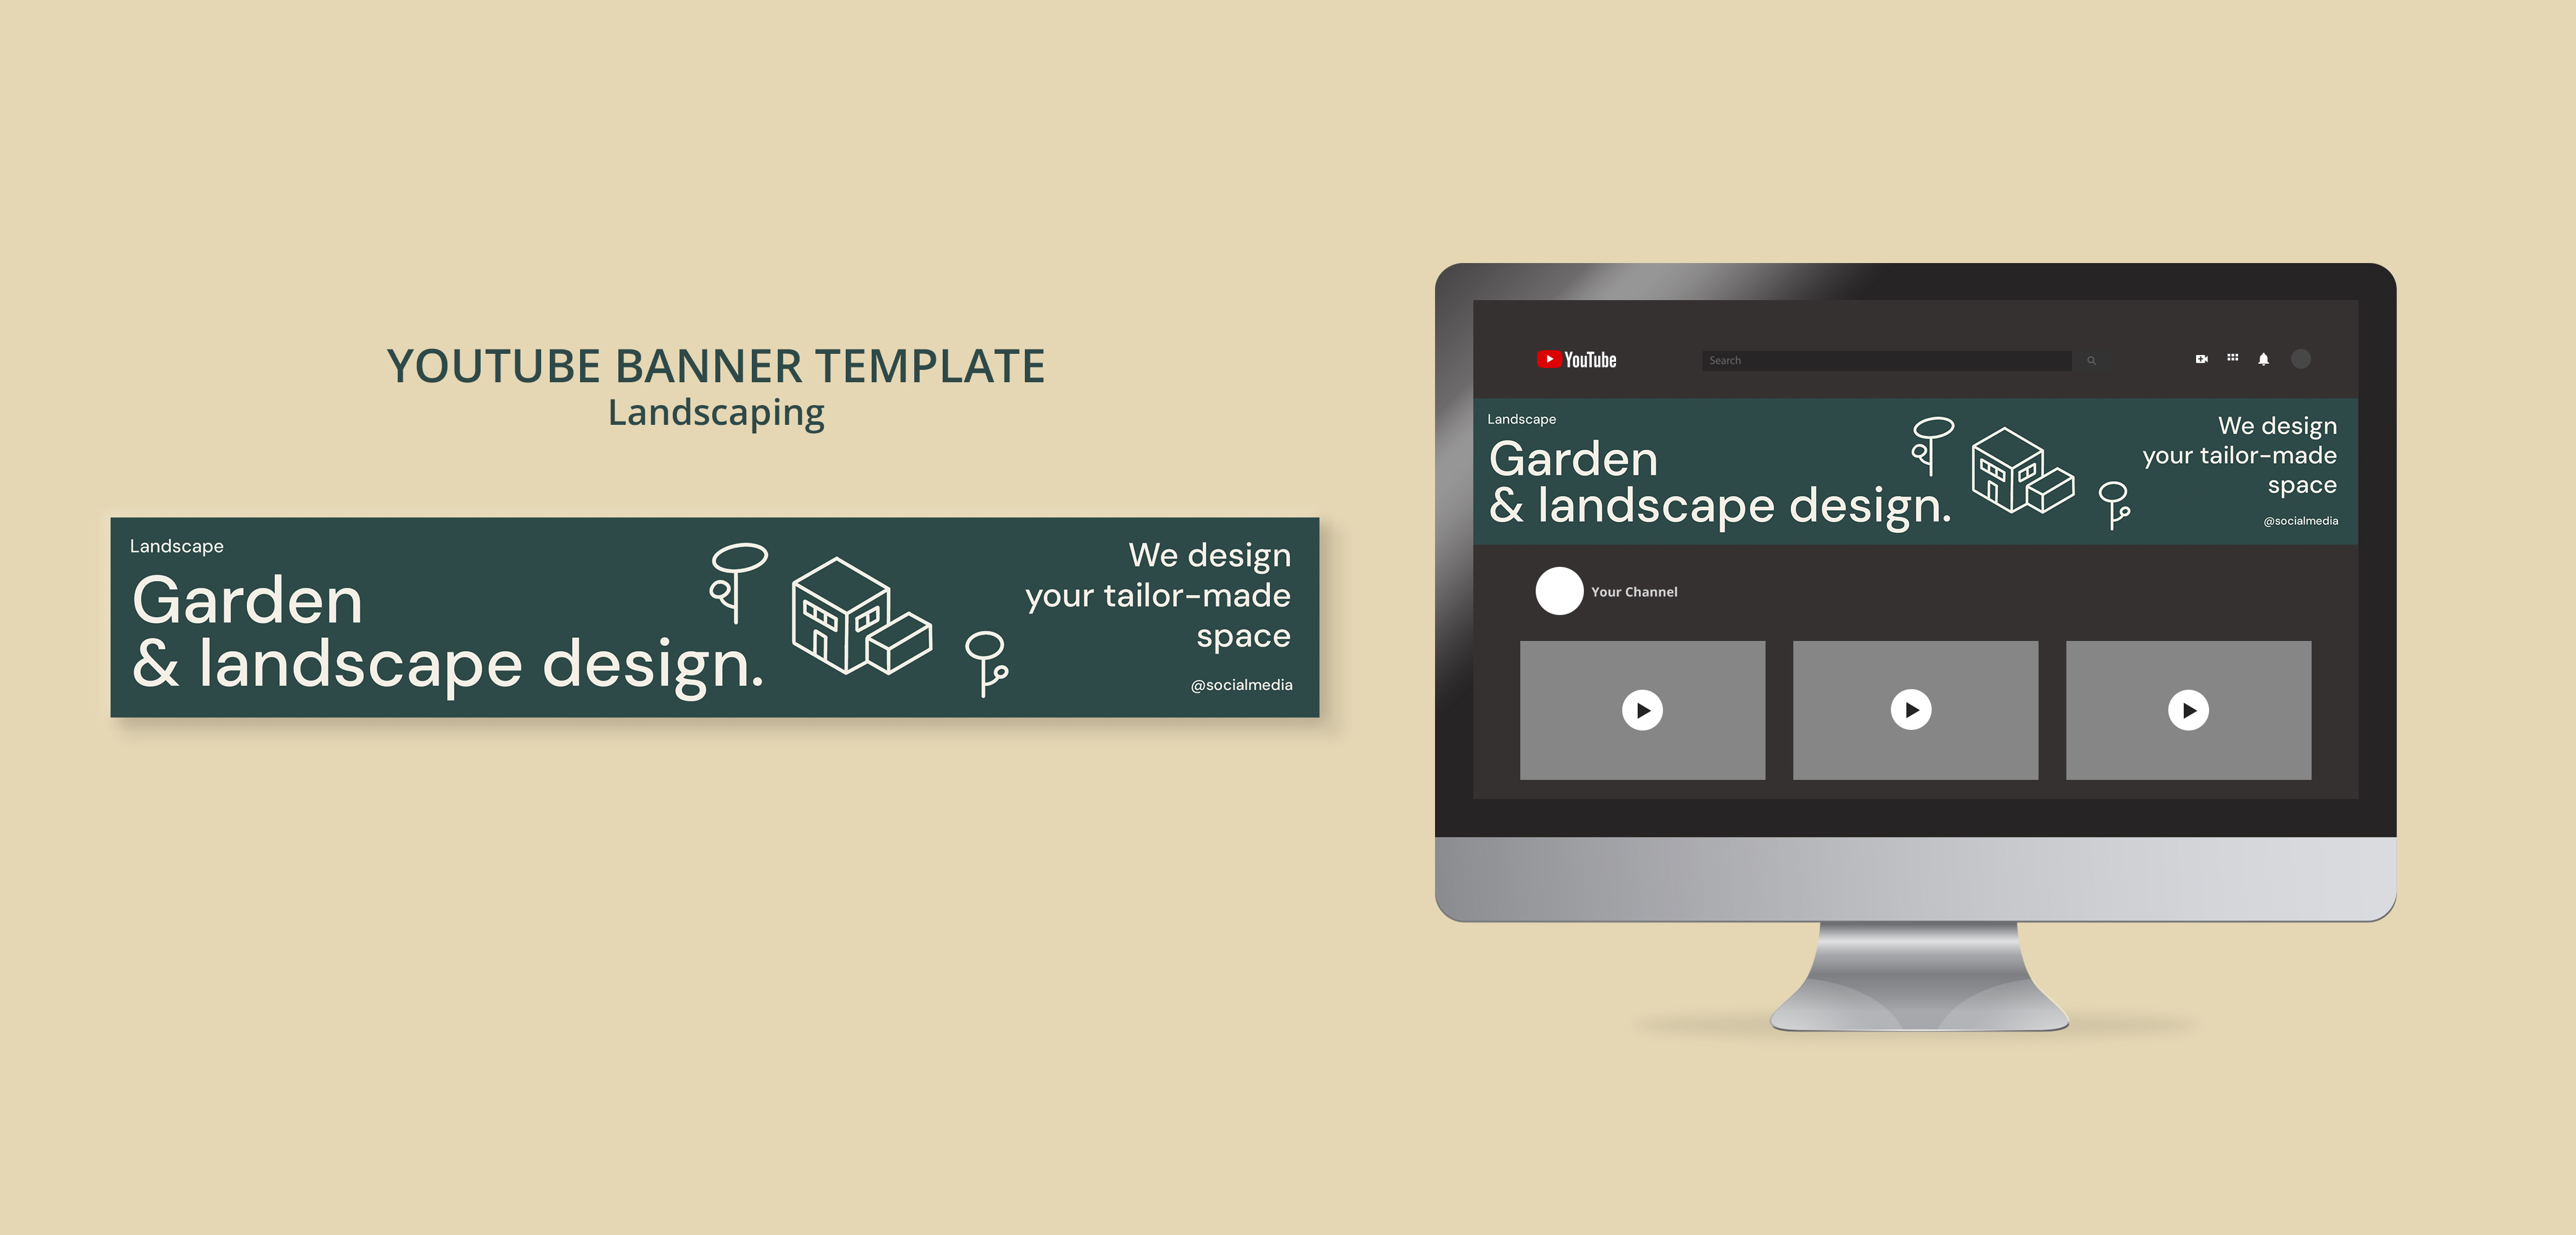 YOUTUBE BANNER TEMPLATE
Landscaping
Landscape
Garden
& landscape design.
We design
your tailor-made
space
@socialmedia
YouTube
Search
Landscape
Garden
& landscape design.
We design
your tailor-made
space
@socialmedia
Your Channel